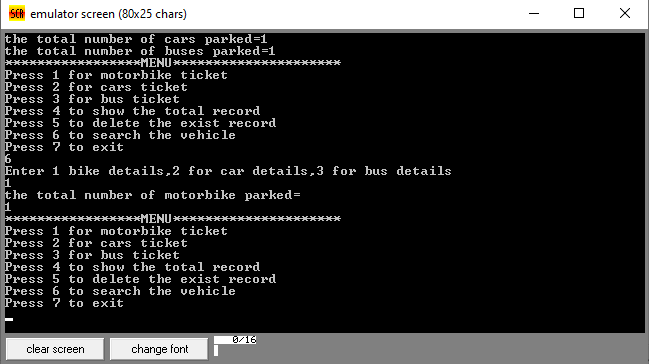 emulator screen (80x25 chars)
the total number of cars parked=1
the total number of buses parked=1
*****************MENU*********************
Press 1 for motorbike ticket
Press 2 for cars ticket
Press 3 for bus ticket
Press 4 to show the total record
Press 5 to delete the exist record
Press 6 to search the vehicle
Press 7 to exit
6
Enter 1 bike details,2 for car details,3 for bus details
1
the total number of motorbike parked=
1
*****************MENU*********************
Press 1 for motorbike ticket
Press 2 for cars ticket
Press 3 for bus ticket
Press 4 to show the total record
Press 5 to delete the exist record
Press 6 to search the vehicle
Press 7 to exit
clear screen
change font
0/16